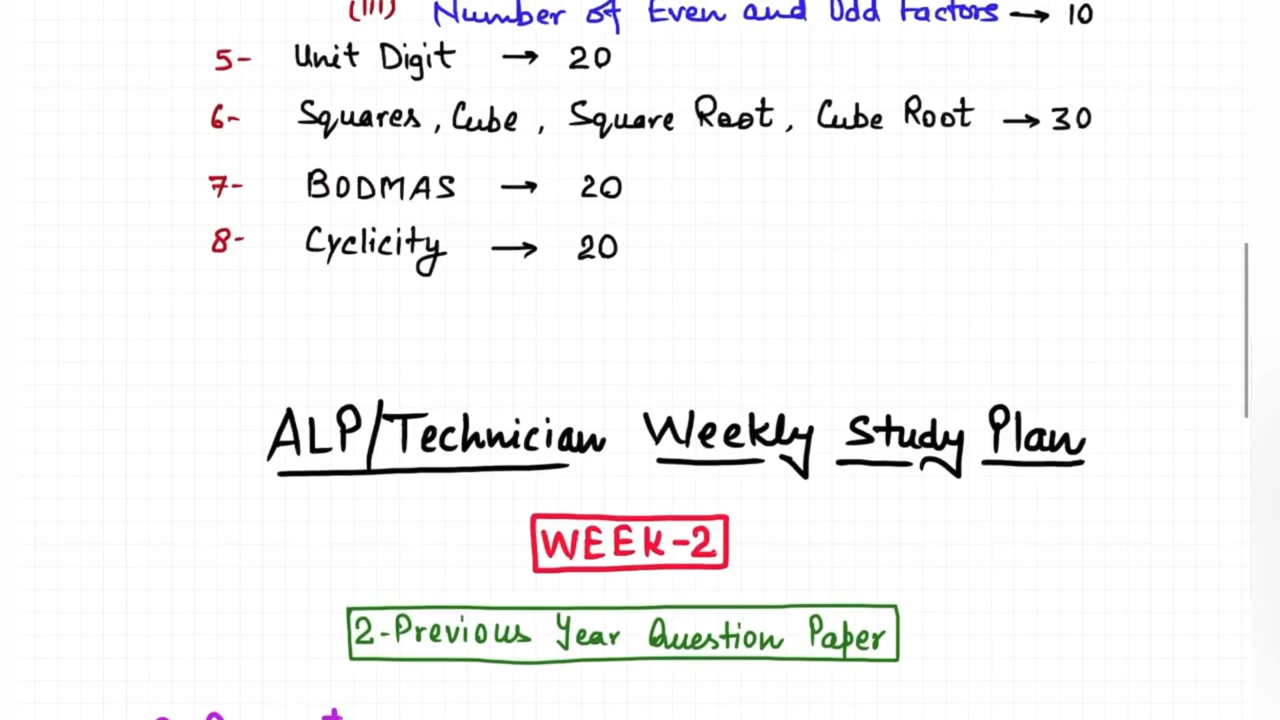 (iii) Number of Even and Odd Factors → 10
5- Unit Digit → 20
6- Squares, Cube, Square Root, Cube Root → 30
7- BODMAS → 20
8- Cyclicity → 20
ALP/Technician Weekly Study Plan
WEEK-2
2-Previous Year Question Paper